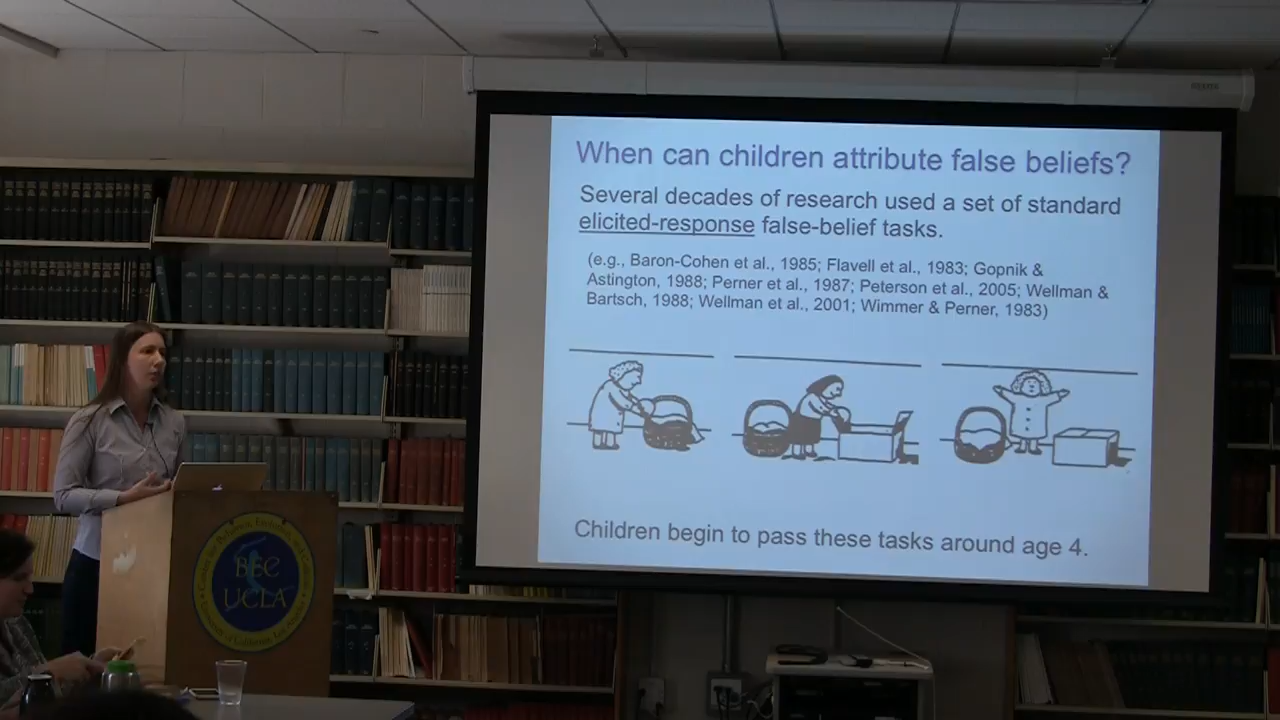 When can children attribute false beliefs?
Several decades of research used a set of standard
elicited-response false-belief tasks.
(e.g., Baron-Cohen et al., 1985; Flavell et al., 1983; Gopnik &
Astington, 1988; Perner et al., 1987; Peterson et al., 2005; Wellman &
Bartsch, 1988; Wellman et al., 2001; Wimmer & Perner, 1983)
Children begin to pass these tasks around age 4.
BEC
UCLA